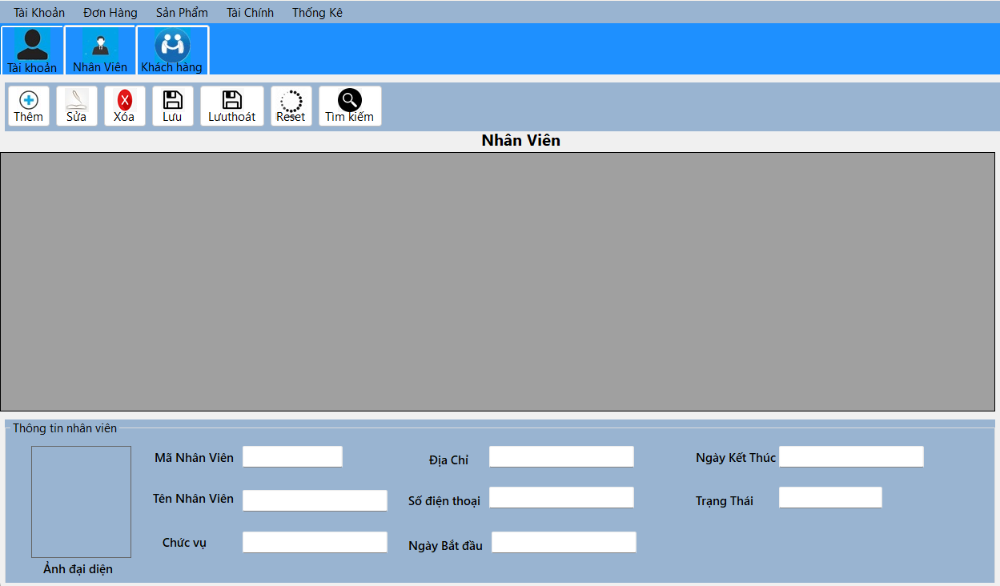 Tài Khoản Đơn Hàng Sản Phẩm Tài Chính Thống Kê
Tài khoản Nhân Viên Khách hàng
Thêm Sửa Xóa Lưu Lưuthoát Reset Tìm kiếm
Nhân Viên
Thông tin nhân viên
Mã Nhân Viên Địa Chỉ Ngày Kết Thúc
Tên Nhân Viên Số điện thoại Trạng Thái
Chức vụ Ngày Bắt đầu
Ảnh đại diện